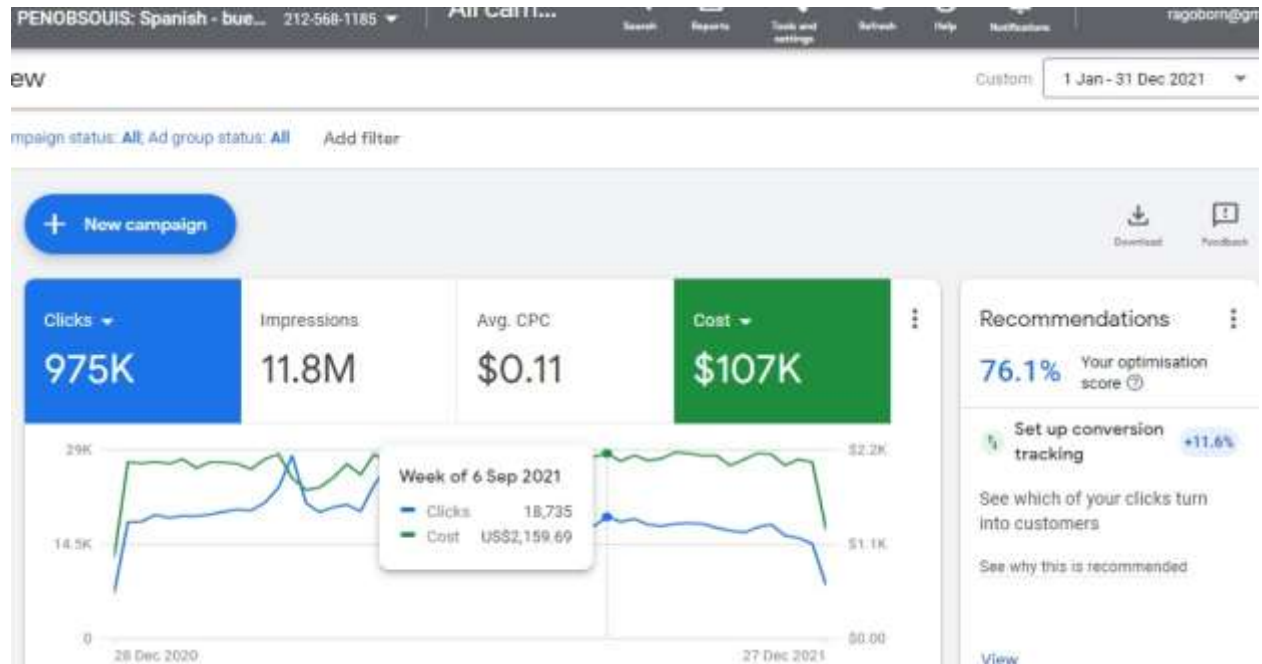 PENOBSOUIS: Spanish - bue... 212-568-1185
All cam...
Search Reports Tools and settings Refresh Help Notifications
ragoborn@gm
ew
Custom 1 Jan - 31 Dec 2021
mpaign status: All; Ad group status: All Add filter
+ New campaign
Download Feedback
Clicks Impressions Avg. CPC Cost
975K 11.8M $0.11 $107K
29K $2.2K
Week of 6 Sep 2021
Clicks 18,735
Cost US$2,159.69
14.5K $1.1K
0 $0.00
28 Dec 2020 27 Dec 2021
Recommendations
76.1% Your optimisation
score
Set up conversion
tracking +11.6%
See which of your clicks turn
into customers
See why this is recommended
View